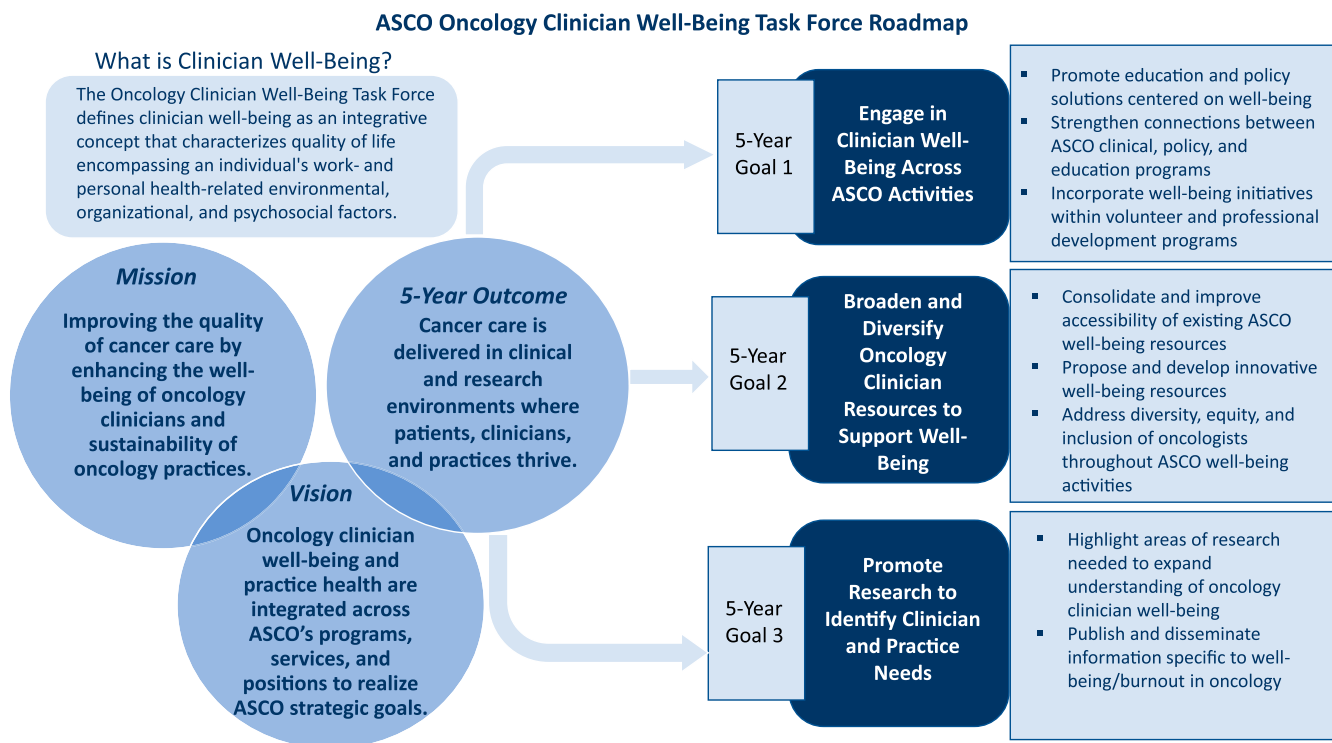 ASCO Oncology Clinician Well-Being Task Force Roadmap
What is Clinician Well-Being?
The Oncology Clinician Well-Being Task Force
defines clinician well-being as an integrative
concept that characterizes quality of life
encompassing an individual's work- and
personal health-related environmental,
organizational, and psychosocial factors.
Mission
Improving the quality
of cancer care by
enhancing the well-
being of oncology
clinicians and
sustainability of
oncology practices.
5-Year Outcome
Cancer care is
delivered in clinical
and research
environments where
patients, clinicians,
and practices thrive.
Vision
Oncology clinician
well-being and
practice health are
integrated across
ASCO’s programs,
services, and
positions to realize
ASCO strategic goals.
5-Year
Goal 1
Engage in
Clinician Well-
Being Across
ASCO Activities
▪ Promote education and policy
solutions centered on well-being
▪ Strengthen connections between
ASCO clinical, policy, and
education programs
▪ Incorporate well-being initiatives
within volunteer and professional
development programs
5-Year
Goal 2
Broaden and
Diversify
Oncology
Clinician
Resources to
Support Well-
Being
▪ Consolidate and improve
accessibility of existing ASCO
well-being resources
▪ Propose and develop innovative
well-being resources
▪ Address diversity, equity, and
inclusion of oncologists
throughout ASCO well-being
activities
5-Year
Goal 3
Promote
Research to
Identify Clinician
and Practice
Needs
▪ Highlight areas of research
needed to expand
understanding of oncology
clinician well-being
▪ Publish and disseminate
information specific to well-
being/burnout in oncology